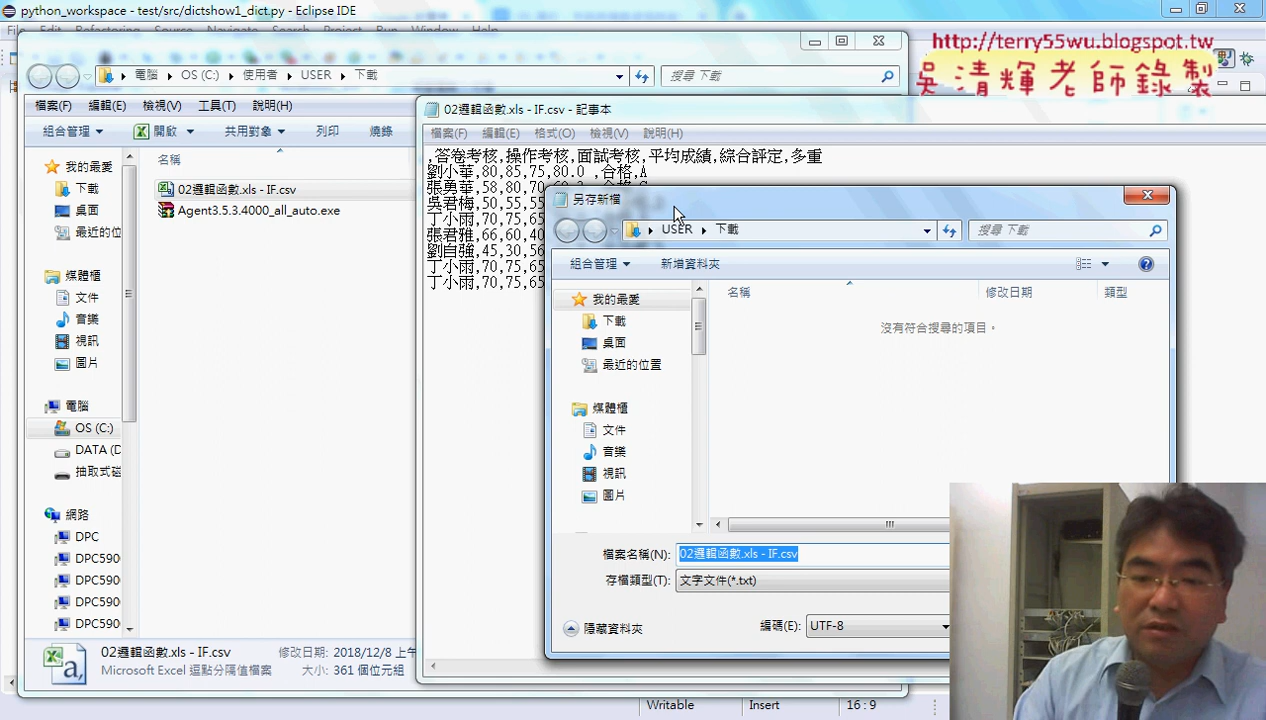 python_workspace - test/src/dictshow1_dict.py - Eclipse IDE
http://terry55wu.blogspot.tw
吳清輝老師錄製
電腦 OS (C:) 使用者 USER 下載
搜尋 下載
檔案(F) 編輯(E) 檢視(V) 工具(T) 說明(H)
組合管理 開啟 共用對象 列印 燒錄
我的最愛
下載
桌面
最近的位
媒體櫃
文件
音樂
視訊
圖片
電腦
OS (C:)
DATA (D
抽取式磁
網路
DPC
DPC590
DPC590
DPC590
DPC590
名稱
02邏輯函數.xls - IF.csv
Agent3.5.3.4000_all_auto.exe
02邏輯函數.xls - IF.csv 修改日期: 2018/12/8 上午
Microsoft Excel 逗點分隔值檔案 大小: 361 個位元組
02邏輯函數.xls - IF.csv - 記事本
檔案(F) 編輯(E) 格式(O) 檢視(V) 說明(H)
,答卷考核,操作考核,面試考核,平均成績,綜合評定,多重
劉小華,80,85,75,80.0 ,合格,A
張勇華,58,80,70
吳君梅,50,55,55
丁小雨,70,75,65
張君雅,66,60,40
劉自強,45,30,56
丁小雨,70,75,65
丁小雨,70,75,65
另存新檔
USER 下載
搜尋 下載
組合管理 新增資料夾
我的最愛
下載
桌面
最近的位置
媒體櫃
文件
音樂
視訊
圖片
名稱 修改日期 類型
沒有符合搜尋的項目。
檔案名稱(N): 02邏輯函數.xls - IF.csv
存檔類型(T): 文字文件(*.txt)
隱藏資料夾 編碼(E): UTF-8
Writable Insert 16 : 9